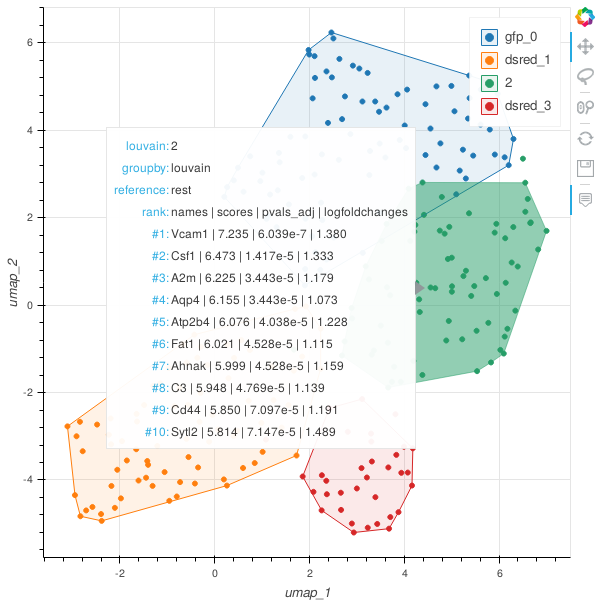 gfp_0
dsred_1
2
dsred_3
6
4
2
0
-2
-4
umap_2
louvain: 2
groupby: louvain
reference: rest
rank: names | scores | pvals_adj | logfoldchanges
#1: Vcam1 | 7.235 | 6.039e-7 | 1.380
#2: Csf1 | 6.473 | 1.417e-5 | 1.333
#3: A2m | 6.225 | 3.443e-5 | 1.179
#4: Aqp4 | 6.155 | 3.443e-5 | 1.073
#5: Atp2b4 | 6.076 | 4.038e-5 | 1.228
#6: Fat1 | 6.021 | 4.528e-5 | 1.115
#7: Ahnak | 5.999 | 4.528e-5 | 1.159
#8: C3 | 5.948 | 4.769e-5 | 1.139
#9: Cd44 | 5.850 | 7.097e-5 | 1.191
#10: Sytl2 | 5.814 | 7.147e-5 | 1.489
-2 0 2 4 6
umap_1